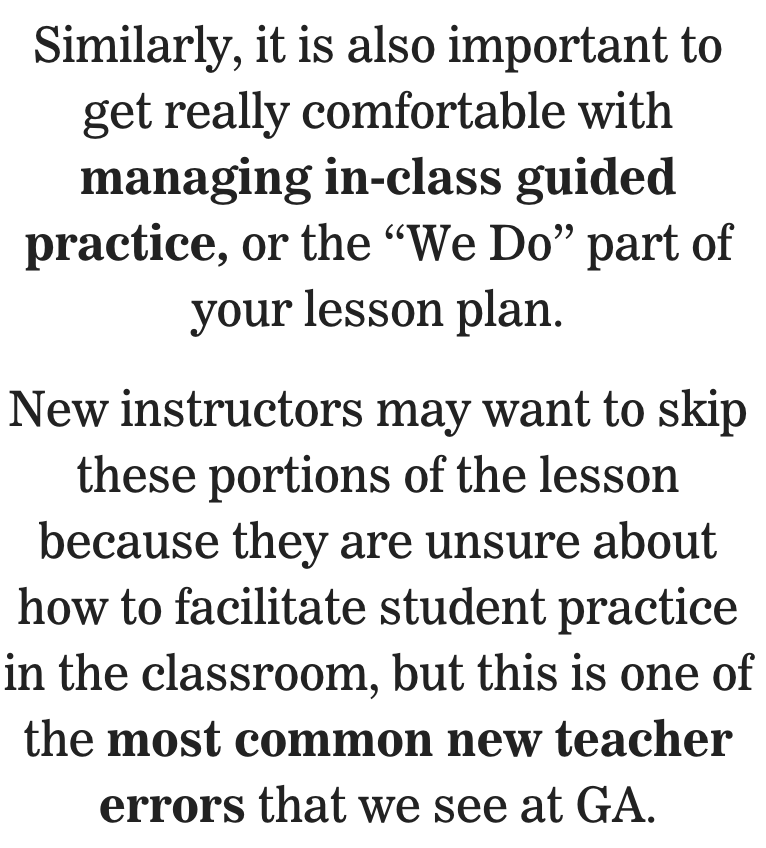 Similarly, it is also important to
get really comfortable with
managing in-class guided
practice, or the “We Do” part of
your lesson plan.
New instructors may want to skip
these portions of the lesson
because they are unsure about
how to facilitate student practice
in the classroom, but this is one of
the most common new teacher
errors that we see at GA.